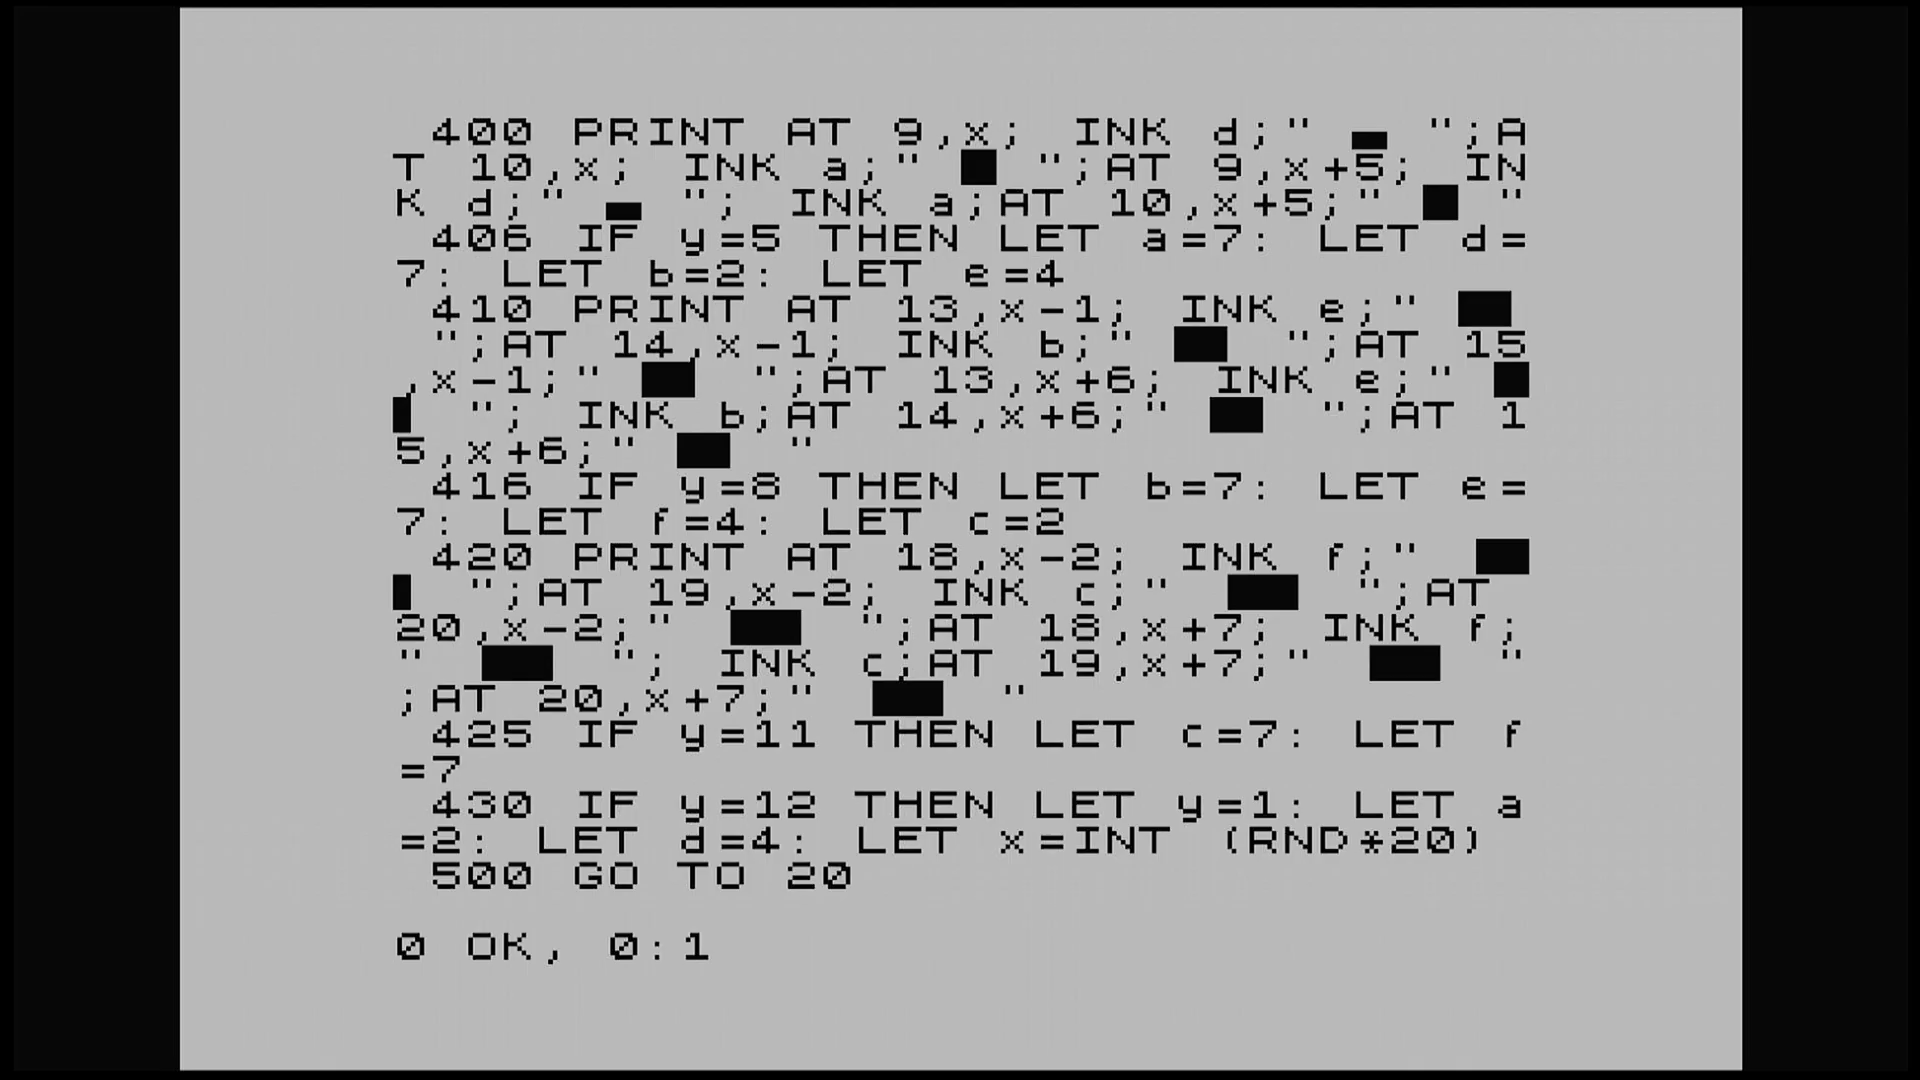 400 PRINT AT 9,x; INK d;" ▄ ";A
T 10,x; INK a;" █ ";AT 9,x+5; IN
K d;" ▄ "; INK a;AT 10,x+5;" █ "
406 IF y=5 THEN LET a=7: LET d=
7: LET b=2: LET e=4
410 PRINT AT 13,x-1; INK e;" █
";AT 14,x-1; INK b;" █ ";AT 15
,x-1;" █ ";AT 13,x+6; INK e;" █
█ "; INK b;AT 14,x+6;" █ ";AT 1
5,x+6;" █ "
416 IF y=8 THEN LET b=7: LET e=
7: LET f=4: LET c=2
420 PRINT AT 18,x-2; INK f;" █
█ ";AT 19,x-2; INK c;" █ ";AT
20,x-2;" █ ";AT 18,x+7; INK f;
" █ "; INK c;AT 19,x+7;" █ "
;AT 20,x+7;" █ "
425 IF y=11 THEN LET c=7: LET f
=7
430 IF y=12 THEN LET y=1: LET a
=2: LET d=4: LET x=INT (RND*20)
500 GO TO 20
0 OK, 0:1